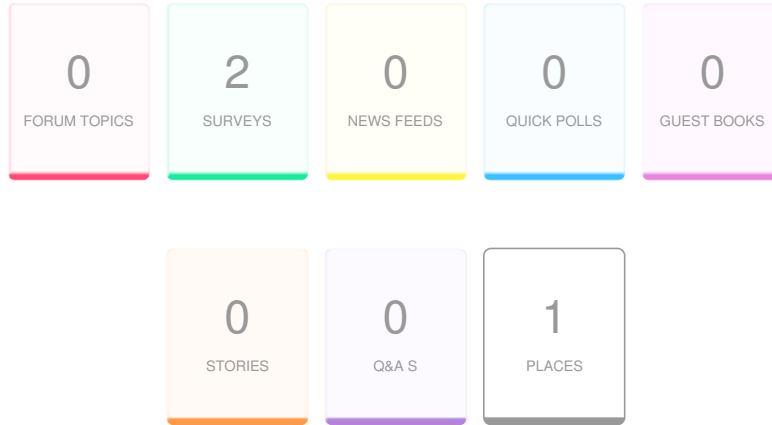 0 2 0 0 0
FORUM TOPICS SURVEYS NEWS FEEDS QUICK POLLS GUEST BOOKS
0 0 1
STORIES Q&A S PLACES